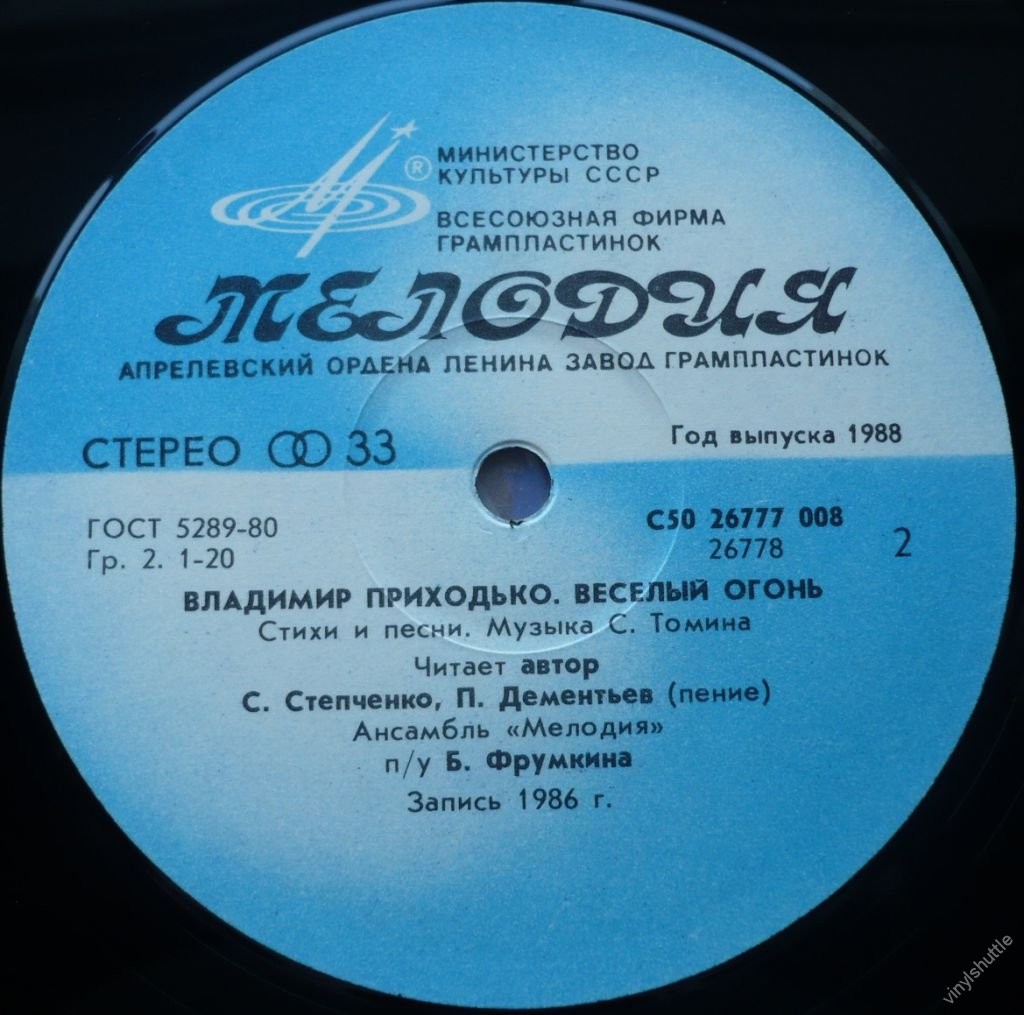 ®
МИНИСТЕРСТВО
КУЛЬТУРЫ СССР
ВСЕСОЮЗНАЯ ФИРМА
ГРАМПЛАСТИНОК
МЕЛОДИЯ
АПРЕЛЕВСКИЙ ОРДЕНА ЛЕНИНА ЗАВОД ГРАМПЛАСТИНОК
СТЕРЕО 33
Год выпуска 1988
ГОСТ 5289-80
Гр. 2. 1-20
С50 26777 008
26778
2
ВЛАДИМИР ПРИХОДЬКО. ВЕСЕЛЫЙ ОГОНЬ
Стихи и песни. Музыка С. Томина
Читает автор
С. Степченко, П. Дементьев (пение)
Ансамбль «Мелодия»
п/у Б. Фрумкина
Запись 1986 г.
vinylshuttle